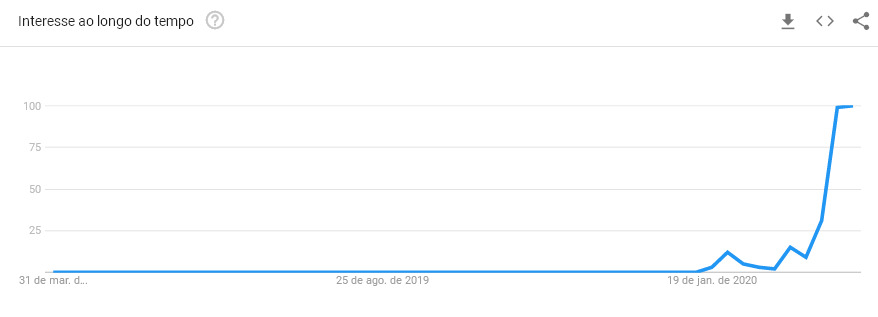 Interesse ao longo do tempo
100
75
50
25
31 de mar. d...
25 de ago. de 2019
19 de jan. de 2020